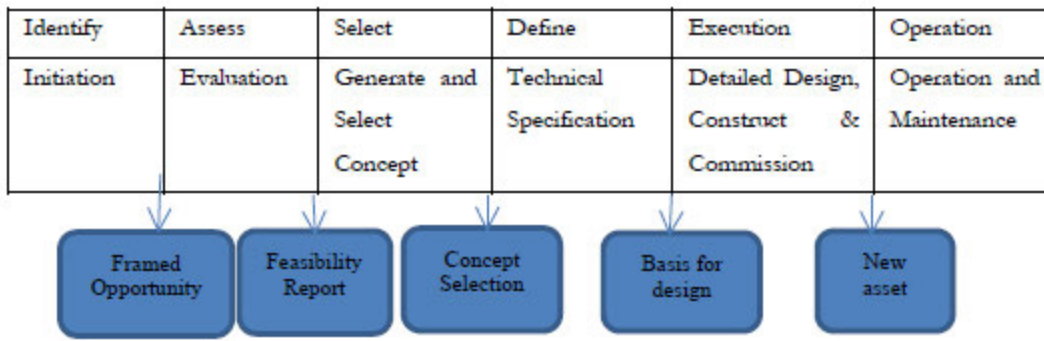 Identify Assess Select Define Execution Operation
Initiation Evaluation Generate and Technical Detailed Design, Operation and
Select Specification Construct & Maintenance
Concept Commission
Framed Feasibility Concept Basis for New
Opportunity Report Selection design asset